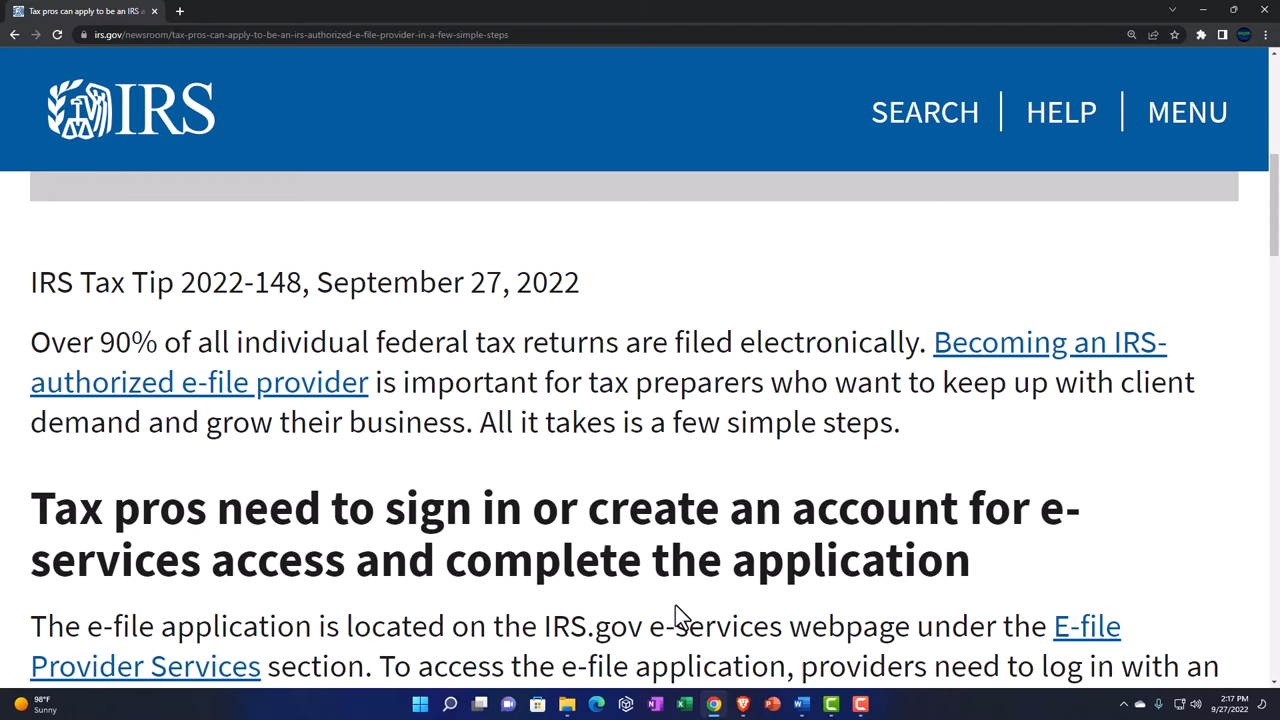 Tax pros can apply to be an IRS a
irs.gov/newsroom/tax-pros-can-apply-to-be-an-irs-authorized-e-file-provider-in-a-few-simple-steps
IRS
SEARCH HELP MENU
IRS Tax Tip 2022-148, September 27, 2022
Over 90% of all individual federal tax returns are filed electronically. Becoming an IRS-
authorized e-file provider is important for tax preparers who want to keep up with client
demand and grow their business. All it takes is a few simple steps.
Tax pros need to sign in or create an account for e-
services access and complete the application
The e-file application is located on the IRS.gov e-services webpage under the E-file
Provider Services section. To access the e-file application, providers need to log in with an
98°F
Sunny
2:17 PM
9/27/2022